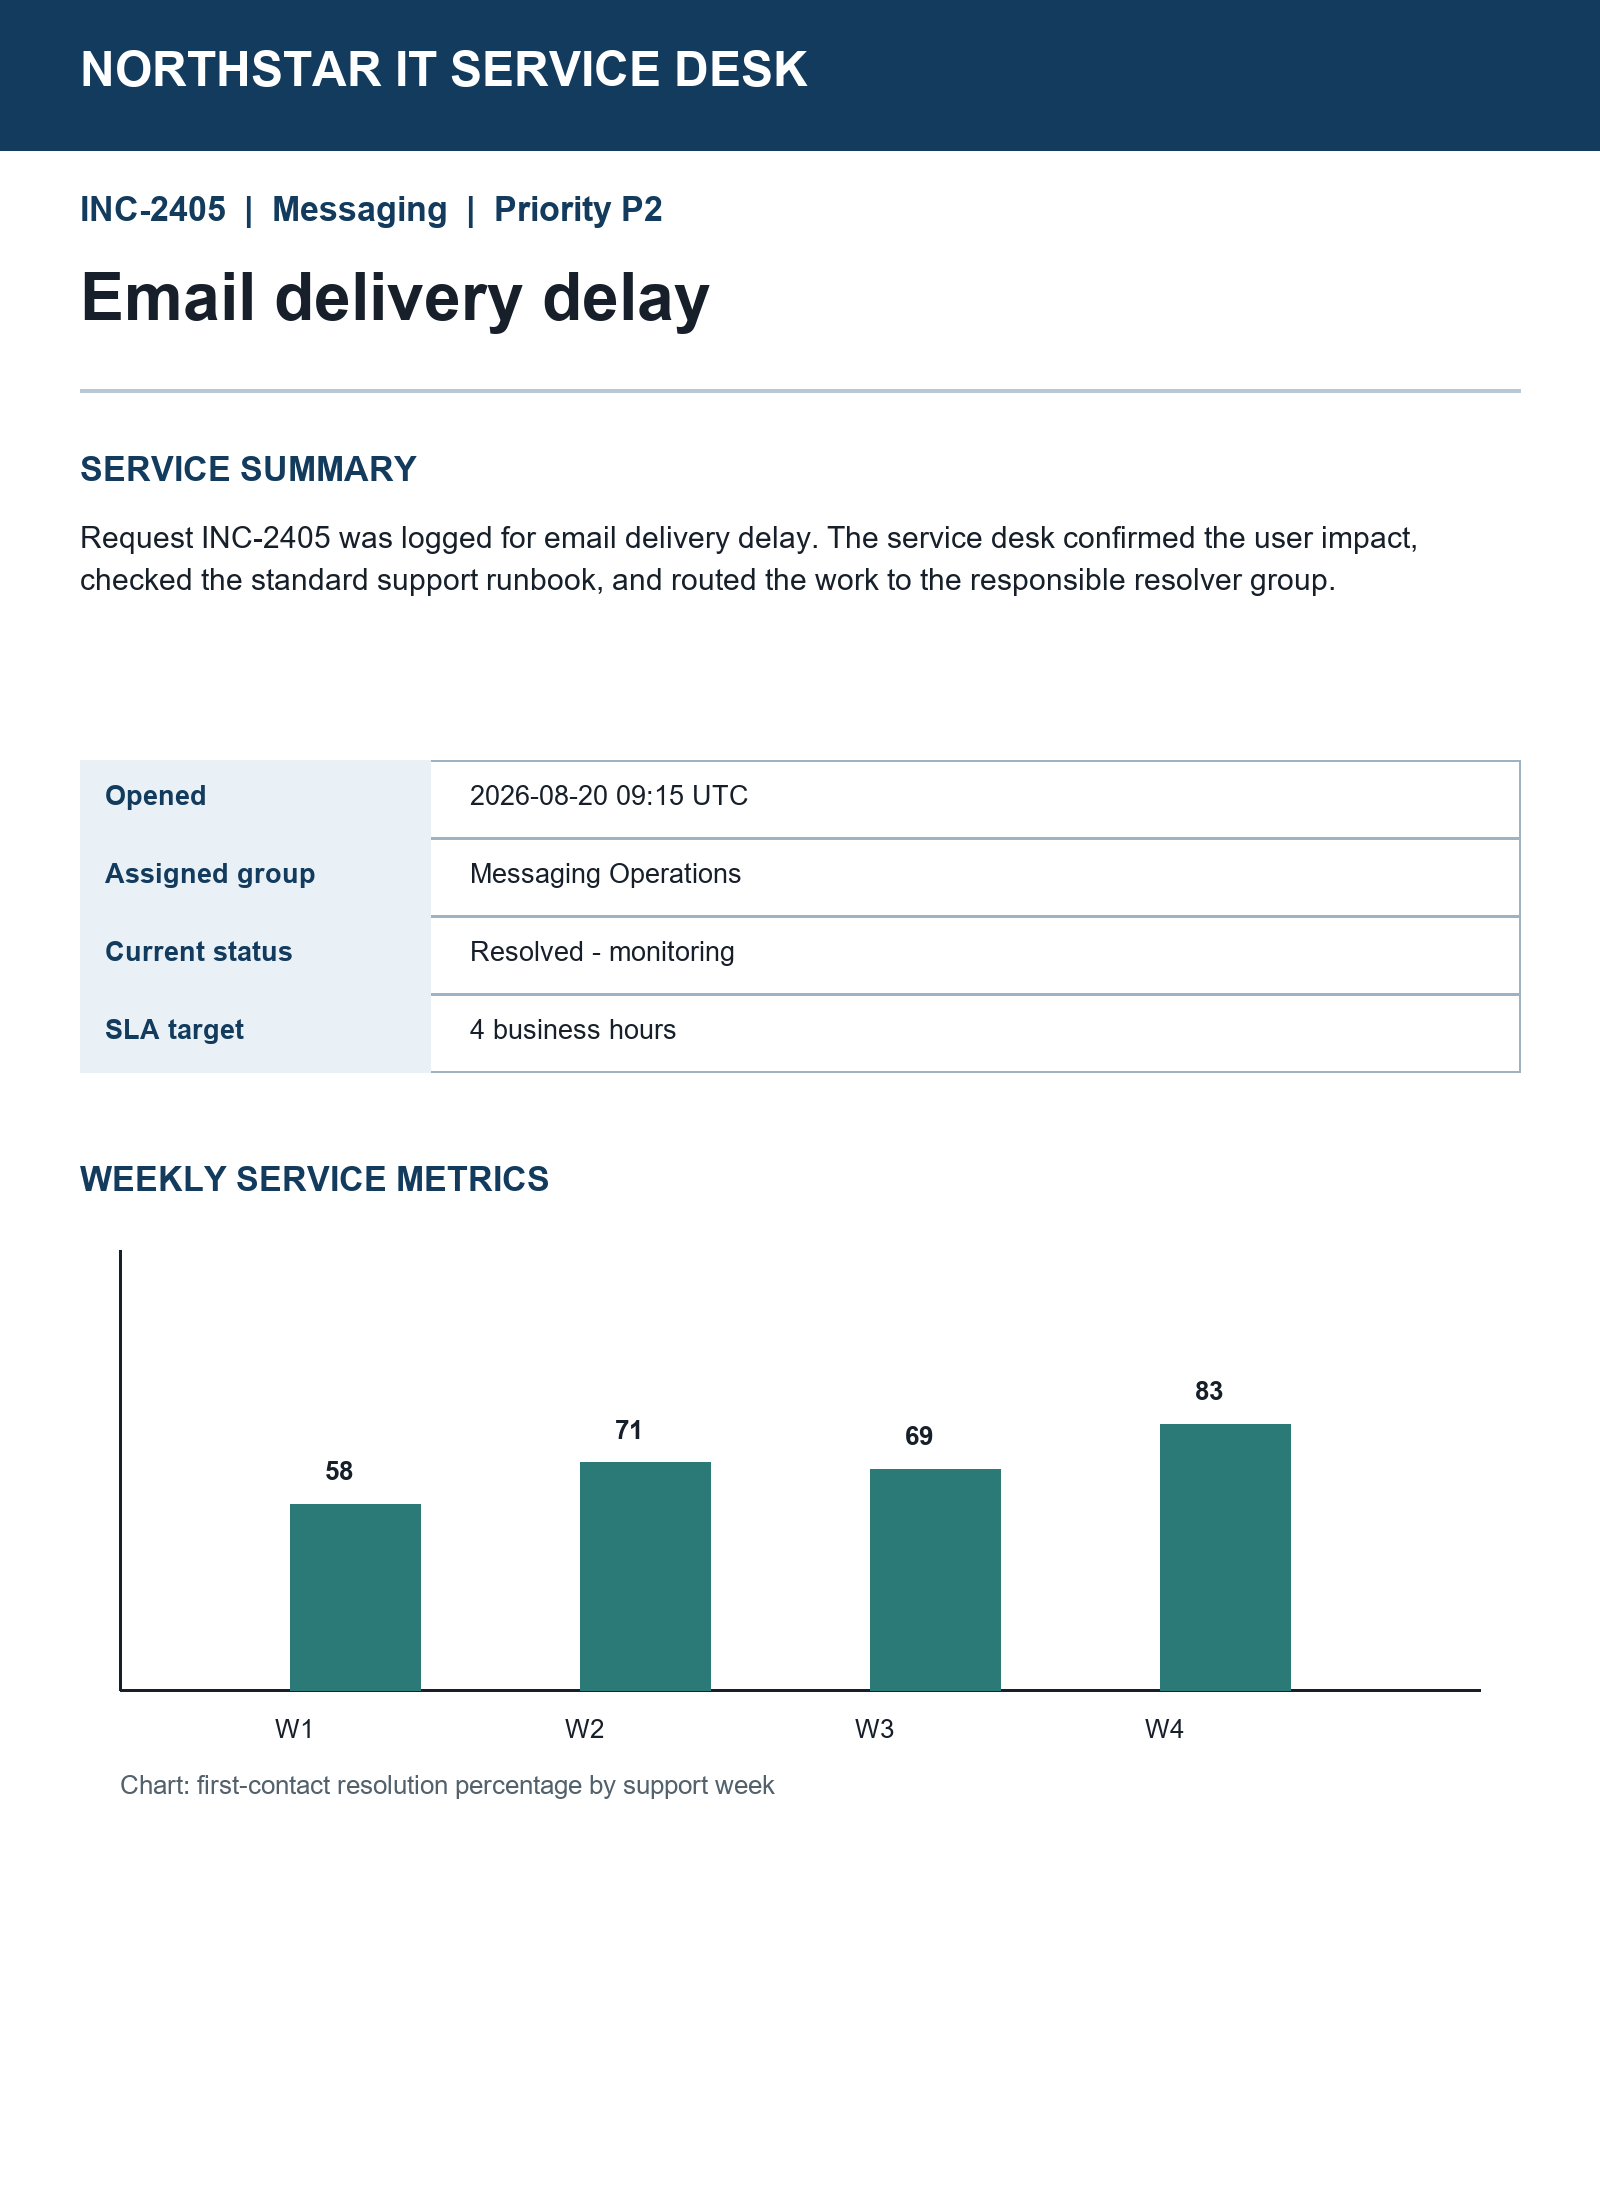 NORTHSTAR IT SERVICE DESK
INC-2405 | Messaging | Priority P2
Email delivery delay
SERVICE SUMMARY
Request INC-2405 was logged for email delivery delay. The service desk confirmed the user impact,
checked the standard support runbook, and routed the work to the responsible resolver group.
Opened 2026-08-20 09:15 UTC
Assigned group Messaging Operations
Current status Resolved - monitoring
SLA target 4 business hours
WEEKLY SERVICE METRICS
58 71 69 83
W1 W2 W3 W4
Chart: first-contact resolution percentage by support week